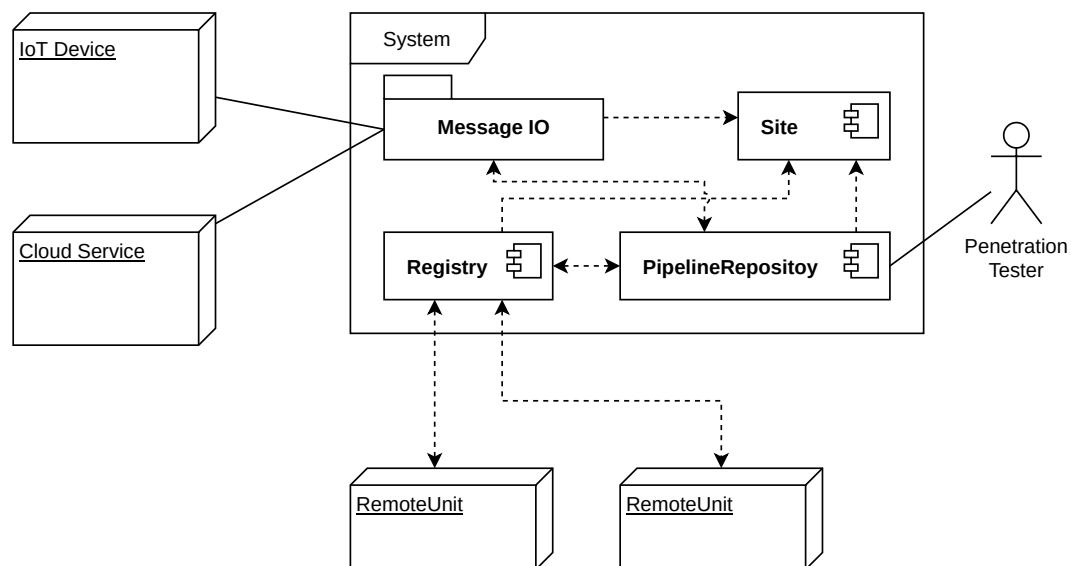 IoT Device
System
Message IO
Site
Cloud Service
Registry
PipelineRepositoy
Penetration
Tester
RemoteUnit
RemoteUnit